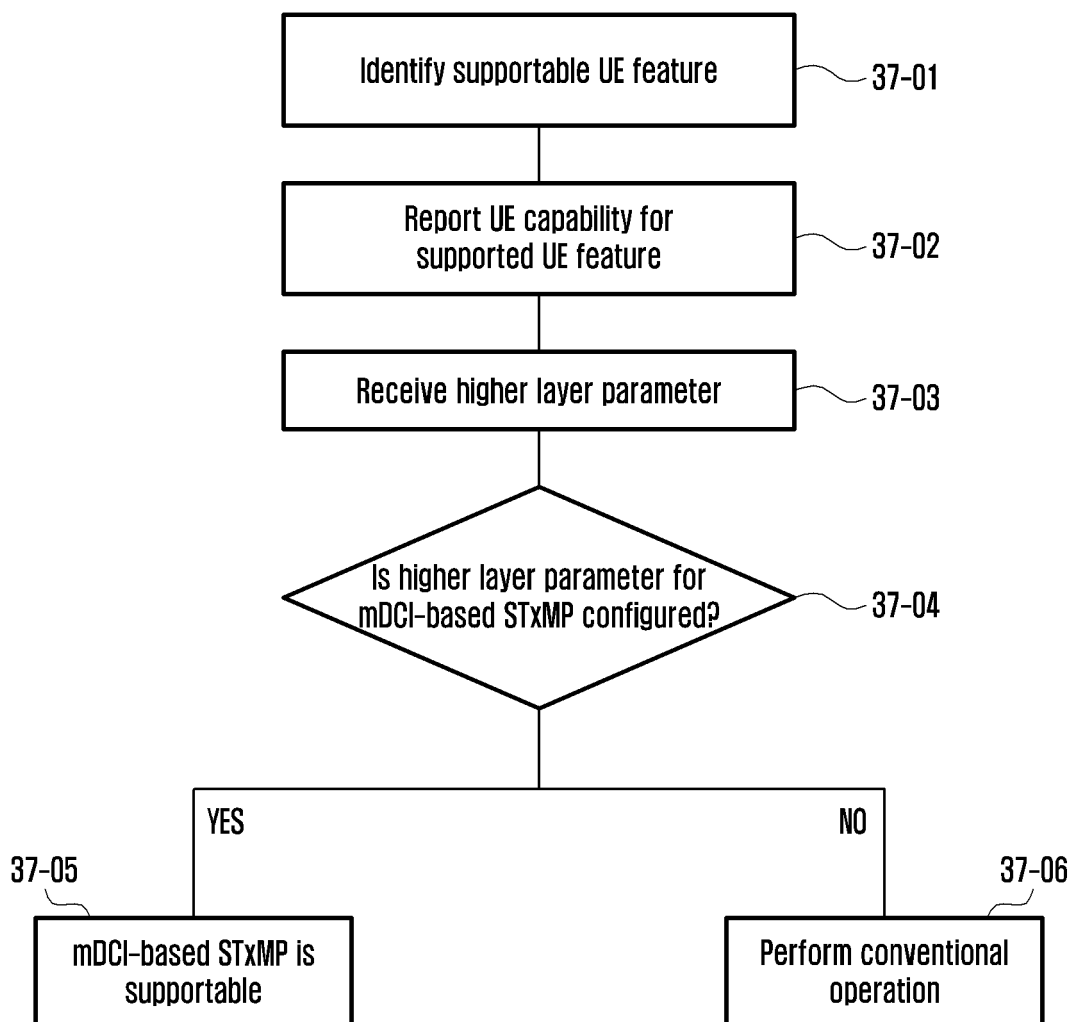 Identify supportable UE feature
37-01
Report UE capability for
supported UE feature
37-02
Receive higher layer parameter
37-03
Is higher layer parameter for
mDCI-based STxMP configured?
37-04
YES
NO
37-05
37-06
mDCI-based STxMP is
supportable
Perform conventional
operation